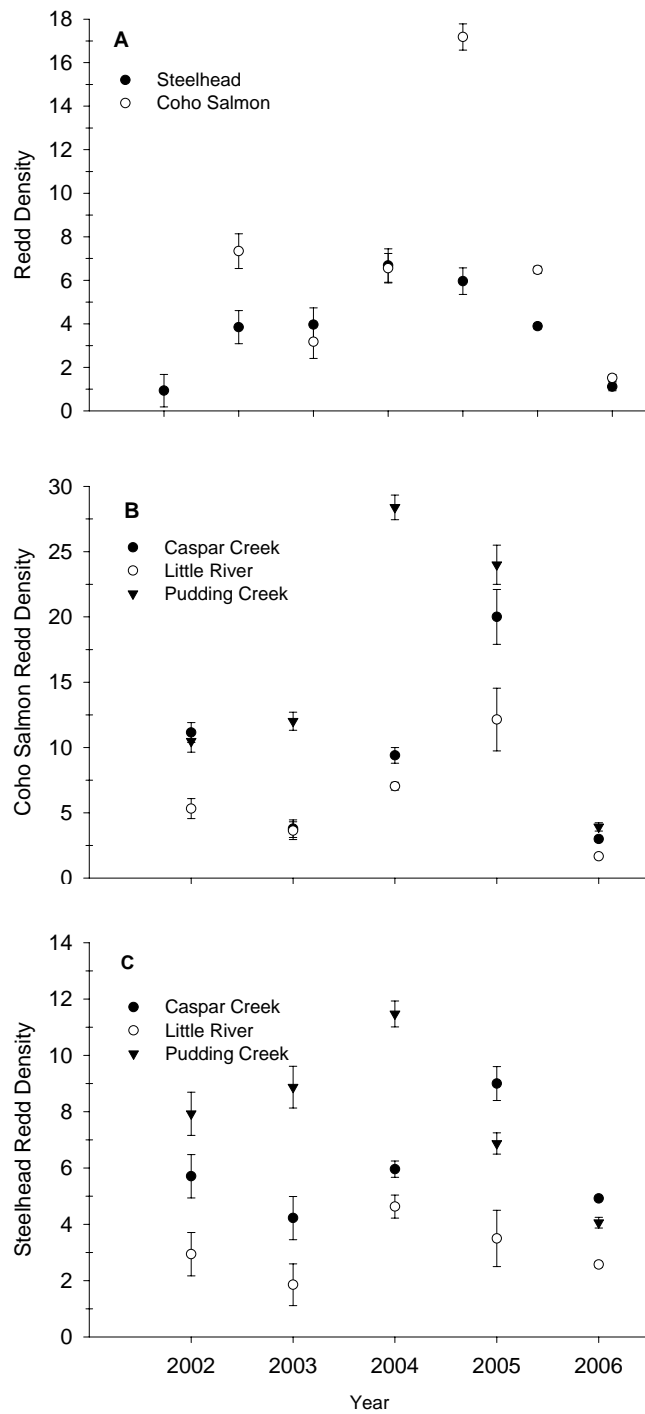 A
Steelhead
Coho Salmon
Redd Density
18
16
14
12
10
8
6
4
2
0
B
Caspar Creek
Little River
Pudding Creek
Coho Salmon Redd Density
30
25
20
15
10
5
0
C
Caspar Creek
Little River
Pudding Creek
Steelhead Redd Density
14
12
10
8
6
4
2
0
2002 2003 2004 2005 2006
Year